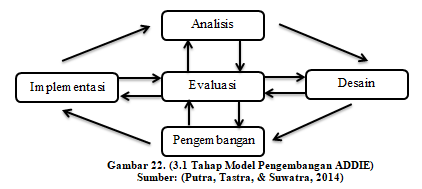 Analisis
Implementasi
Evaluasi
Desain
Pengembangan
Gambar 22. (3.1 Tahap Model Pengembangan ADDIE)
Sumber: (Putra, Tastra, & Suwatra, 2014)